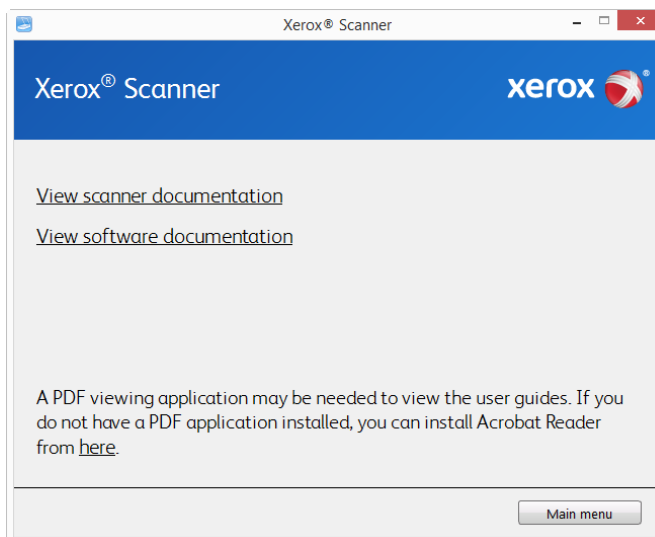 Xerox® Scanner
Xerox® Scanner
xerox ®
View scanner documentation
View software documentation
A PDF viewing application may be needed to view the user guides. If you
do not have a PDF application installed, you can install Acrobat Reader
from here.
Main menu